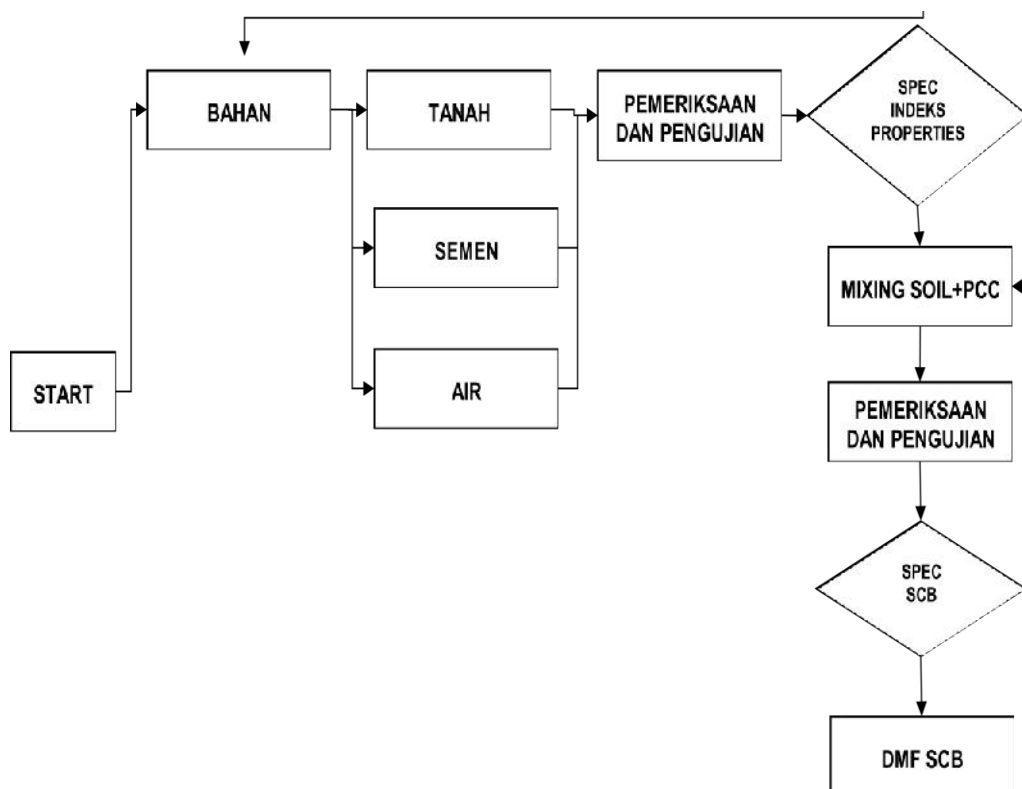 START
BAHAN
TANAH
SEMEN
AIR
PEMERIKSAAN
DAN PENGUJIAN
SPEC
INDEKS
PROPERTIES
MIXING SOIL+PCC
PEMERIKSAAN
DAN PENGUJIAN
SPEC
SCB
DMF SCB